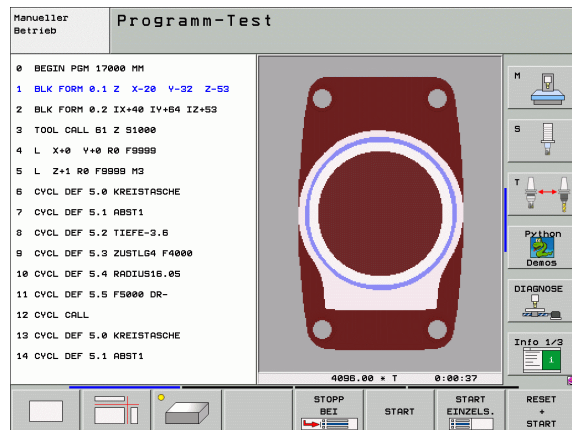 Manueller
Betrieb
Programm-Test
0 BEGIN PGM 17000 MM
1 BLK FORM 0.1 Z X-20 Y-32 Z-53
2 BLK FORM 0.2 IX+40 IY+64 IZ+53
3 TOOL CALL 61 Z S1000
4 L X+0 Y+0 R0 F9999
5 L Z+1 R0 F9999 M3
6 CYCL DEF 5.0 KREISTASCHE
7 CYCL DEF 5.1 ABST1
8 CYCL DEF 5.2 TIEFE-3.6
9 CYCL DEF 5.3 ZUSTLG4 F4000
10 CYCL DEF 5.4 RADIUS16.05
11 CYCL DEF 5.5 F5000 DR-
12 CYCL CALL
13 CYCL DEF 5.0 KREISTASCHE
14 CYCL DEF 5.1 ABST1
4096.00 * T 0:00:37
M
S
T
Python
Demos
DIAGNOSE
Info 1/3
1
STOPP
BEI
START
START
EINZELS.
RESET
+
START